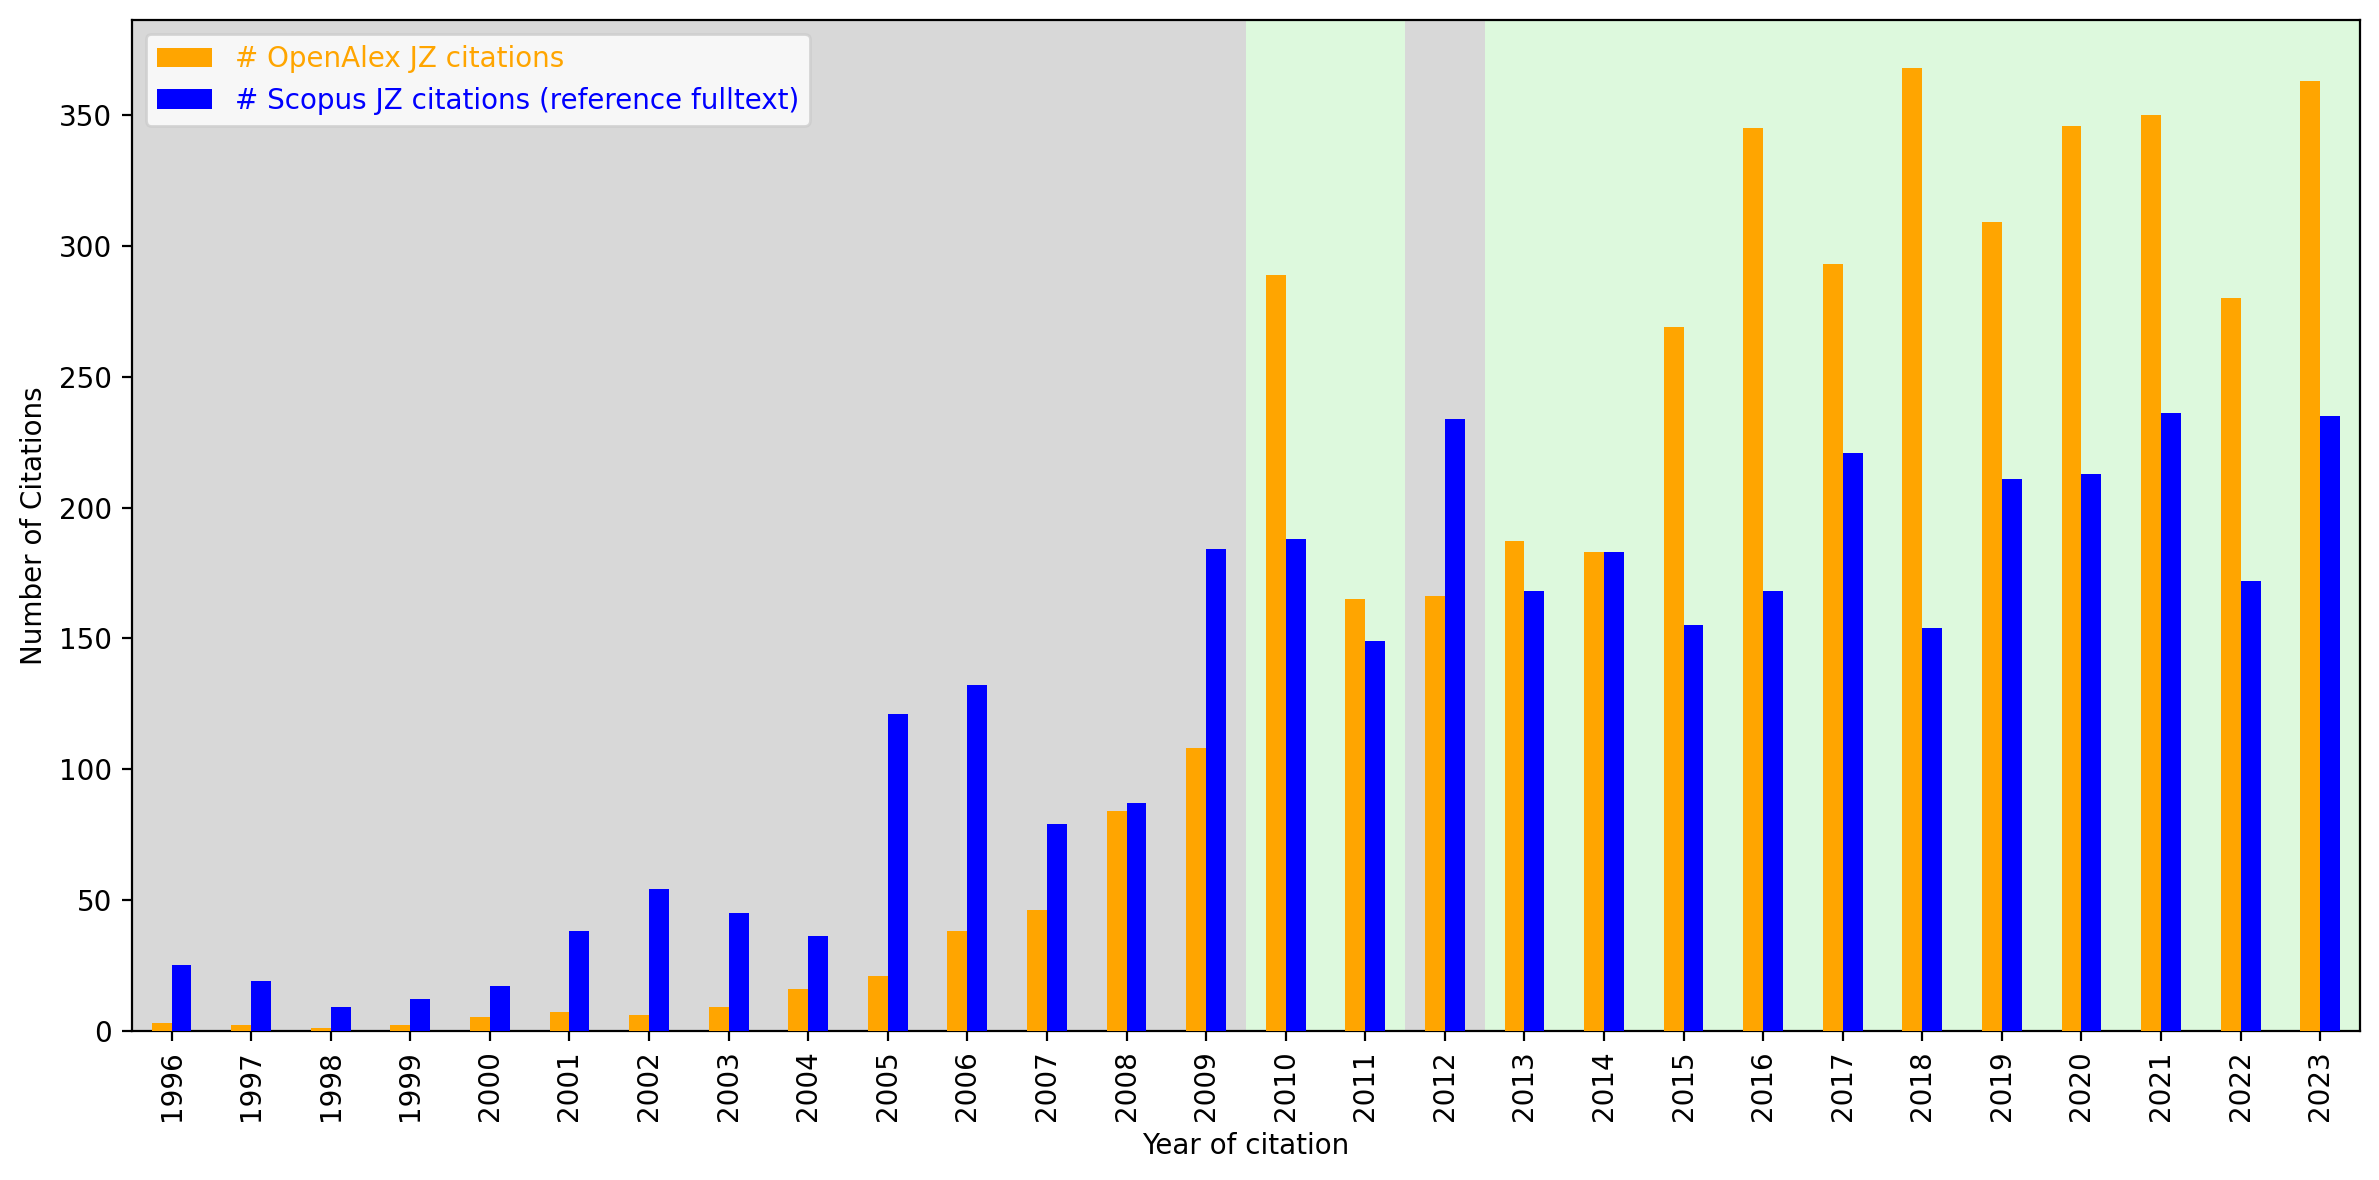 # OpenAlex JZ citations
# Scopus JZ citations (reference fulltext)
350
300
250
200
150
100
50
0
Number of Citations
1996 1997 1998 1999 2000 2001 2002 2003 2004 2005 2006 2007 2008 2009 2010 2011 2012 2013 2014 2015 2016 2017 2018 2019 2020 2021 2022 2023
Year of citation